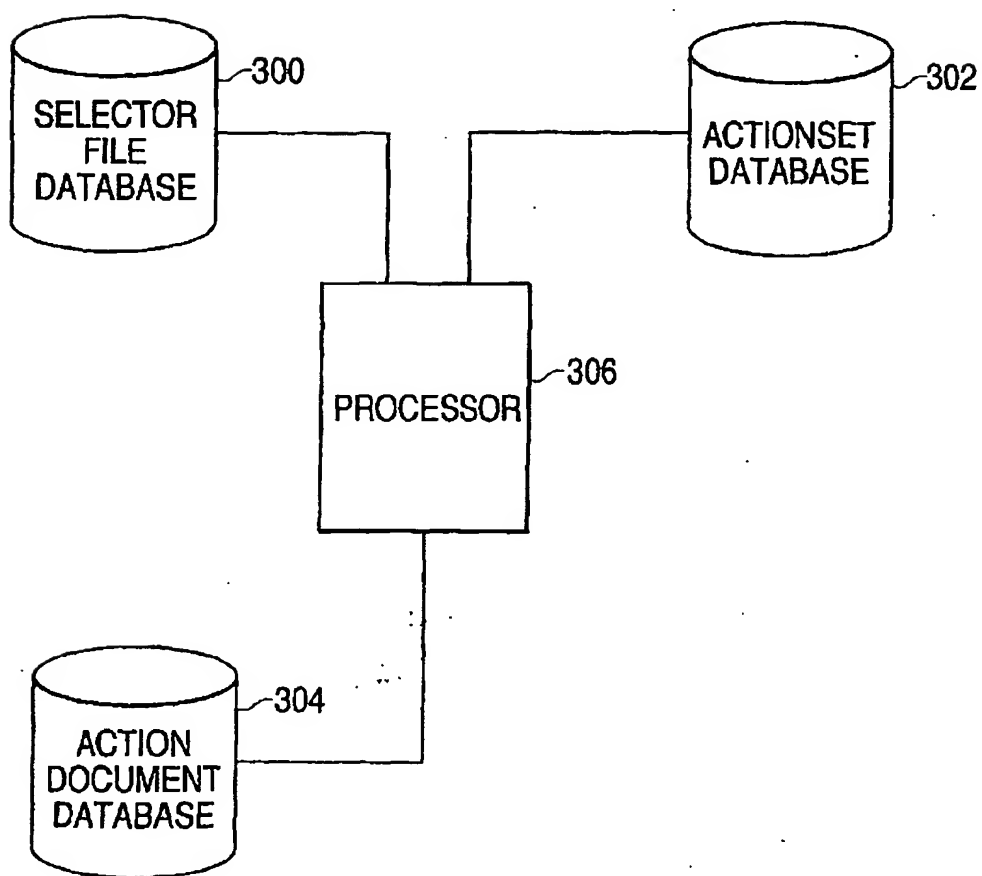 300
SELECTOR
FILE
DATABASE
302
ACTIONSET
DATABASE
306
PROCESSOR
304
ACTION
DOCUMENT
DATABASE